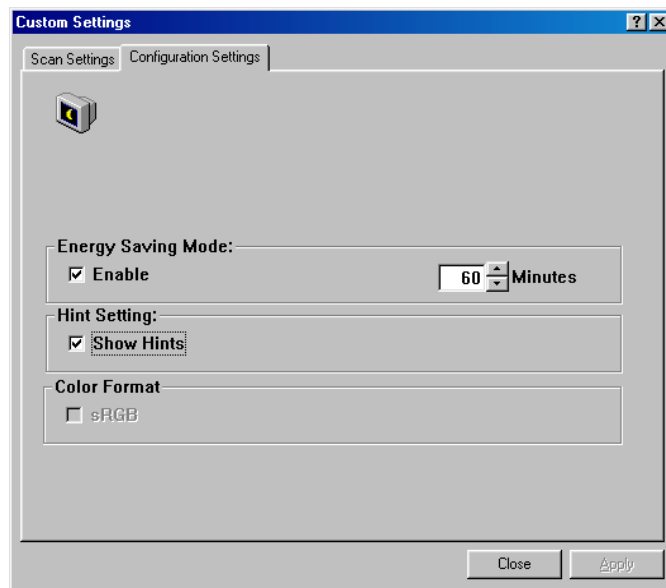 Custom Settings
Scan Settings Configuration Settings
Energy Saving Mode:
Enable 60 Minutes
Hint Setting:
Show Hints
Color Format
sRGB
Close Apply